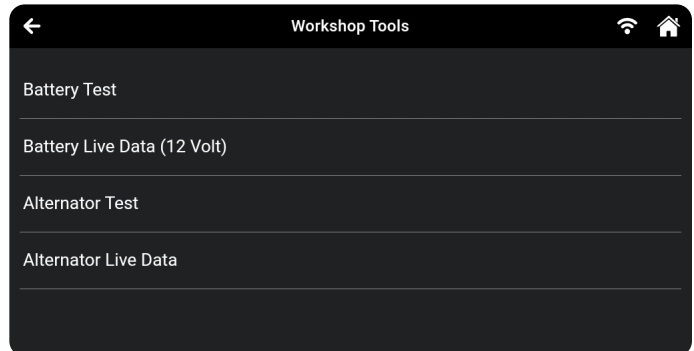 Workshop Tools
Battery Test
Battery Live Data (12 Volt)
Alternator Test
Alternator Live Data